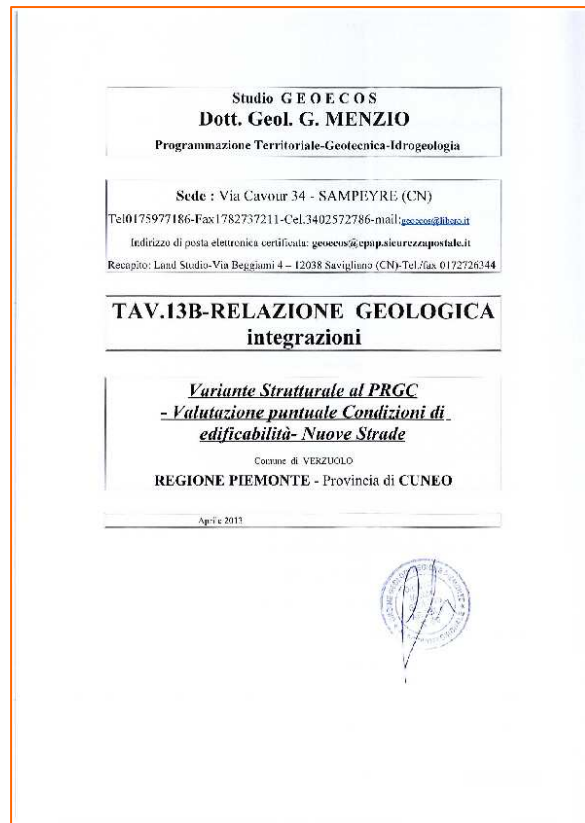 Studio G E O E C O S
Dott. Geol. G. MENZIO
Programmazione Territoriale-Geotecnica-Idrogeologia
Sede : Via Cavour 34 - SAMPEYRE (CN)
Tel0175977186-Fax1782737211-Cel.3402572786-mail:geoecos@libero.it
Indirizzo di posta elettronica certificata: geoecos@epap.sicurezzapostale.it
Recapito: Land Studio-Via Beggiami 4 – 12038 Savigliano (CN)-Tel./fax 0172726344
TAV.13B-RELAZIONE GEOLOGICA
integrazioni
Variante Strutturale al PRGC
- Valutazione puntuale Condizioni di
edificabilità- Nuove Strade
Comune di VERZUOLO
REGIONE PIEMONTE - Provincia di CUNEO
Aprile 2013